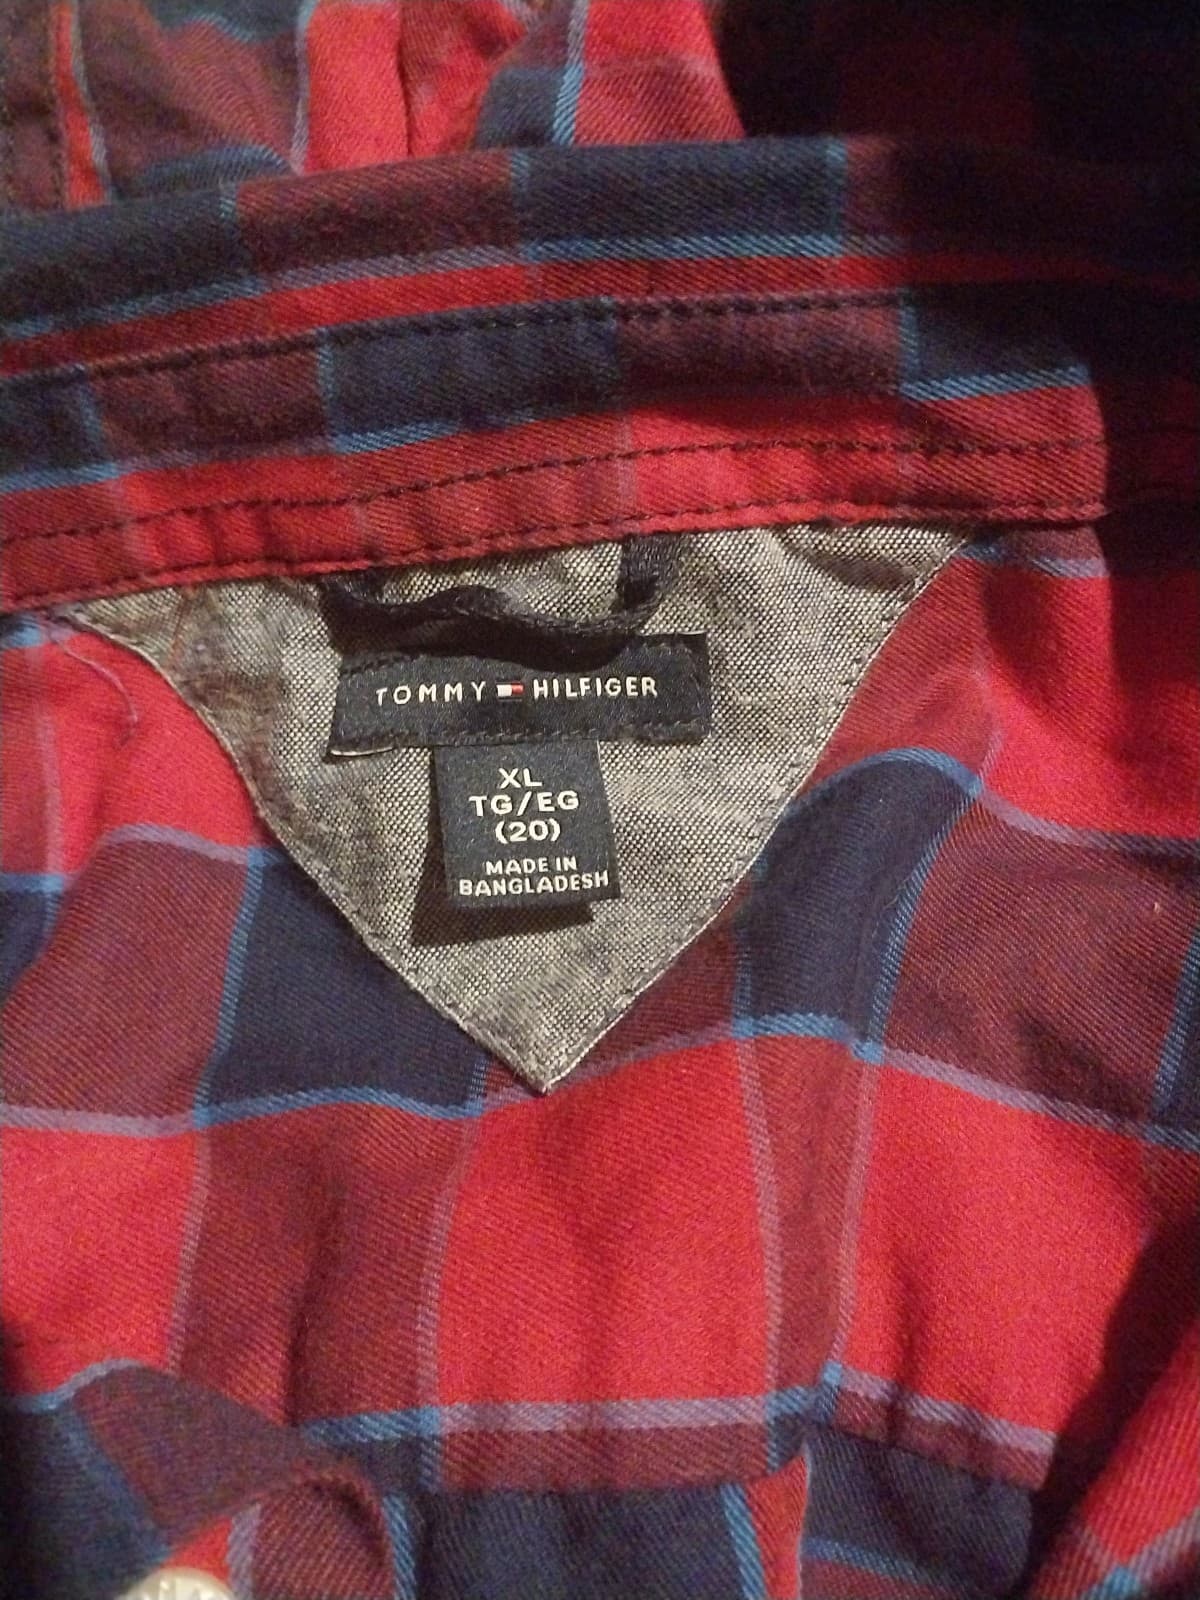 TOMMY HILFIGER
XL
TG/EG
(20)
MADE IN
BANGLADESH